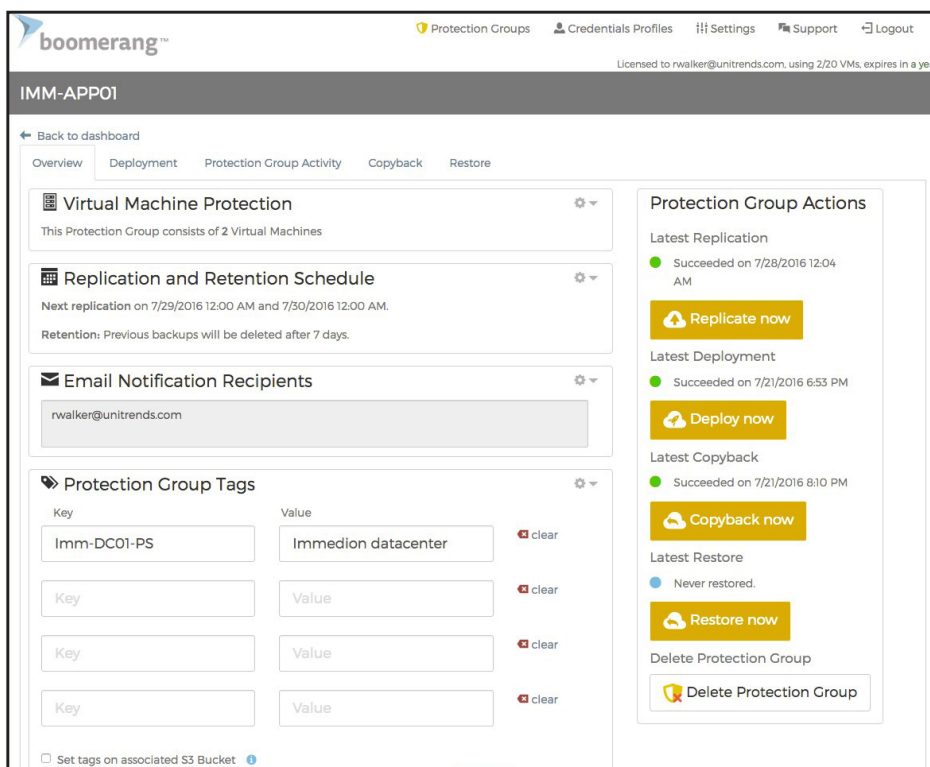 boomerang™
Protection Groups Credentials Profiles Settings Support Logout
Licensed to rwalker@unitrends.com, using 2/20 VMs, expires in a ye
IMM-APP01
Back to dashboard
Overview Deployment Protection Group Activity Copyback Restore
Virtual Machine Protection
This Protection Group consists of 2 Virtual Machines
Replication and Retention Schedule
Next replication on 7/29/2016 12:00 AM and 7/30/2016 12:00 AM.
Retention: Previous backups will be deleted after 7 days.
Email Notification Recipients
rwalker@unitrends.com
Protection Group Tags
Key Value
Imm-DC01-PS Immedion datacenter clear
Key Value clear
Key Value clear
Key Value clear
Set tags on associated S3 Bucket
Protection Group Actions
Latest Replication
Succeeded on 7/28/2016 12:04
AM
Replicate now
Latest Deployment
Succeeded on 7/21/2016 6:53 PM
Deploy now
Latest Copyback
Succeeded on 7/21/2016 8:10 PM
Copyback now
Latest Restore
Never restored.
Restore now
Delete Protection Group
Delete Protection Group